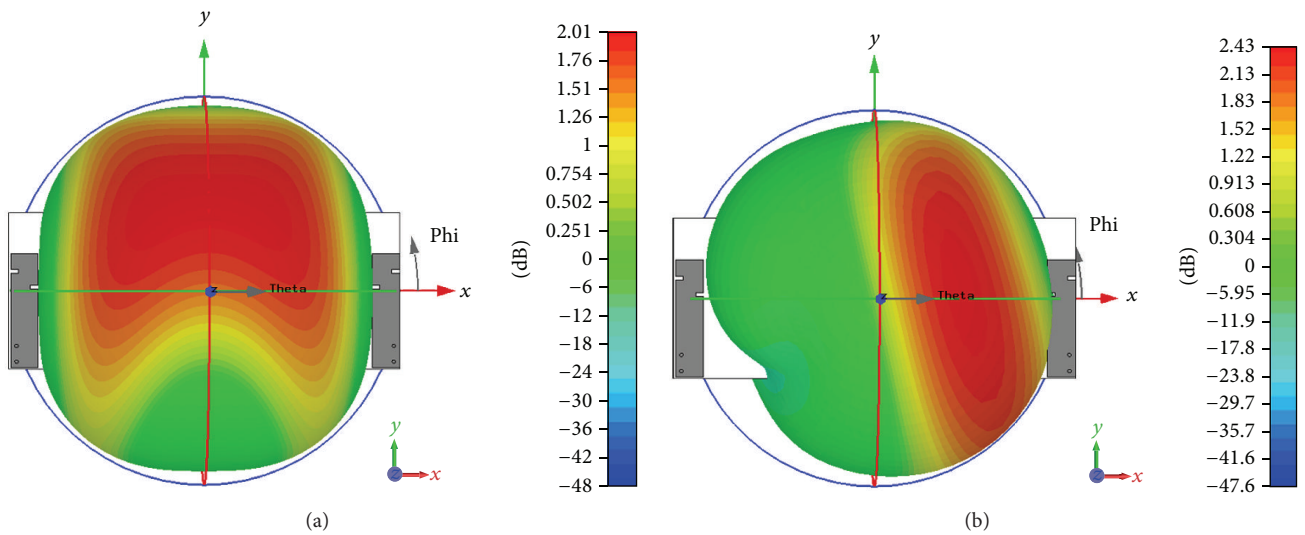 y
x
z
Theta
Phi
y
z
x
(dB)
2.01
1.76
1.51
1.26
1
0.754
0.502
0.251
0
−6
−12
−18
−24
−30
−36
−42
−48
(a)
y
x
z
Theta
Phi
y
z
x
(dB)
2.43
2.13
1.83
1.52
1.22
0.913
0.608
0.304
0
−5.95
−11.9
−17.8
−23.8
−29.7
−35.7
−41.6
−47.6
(b)